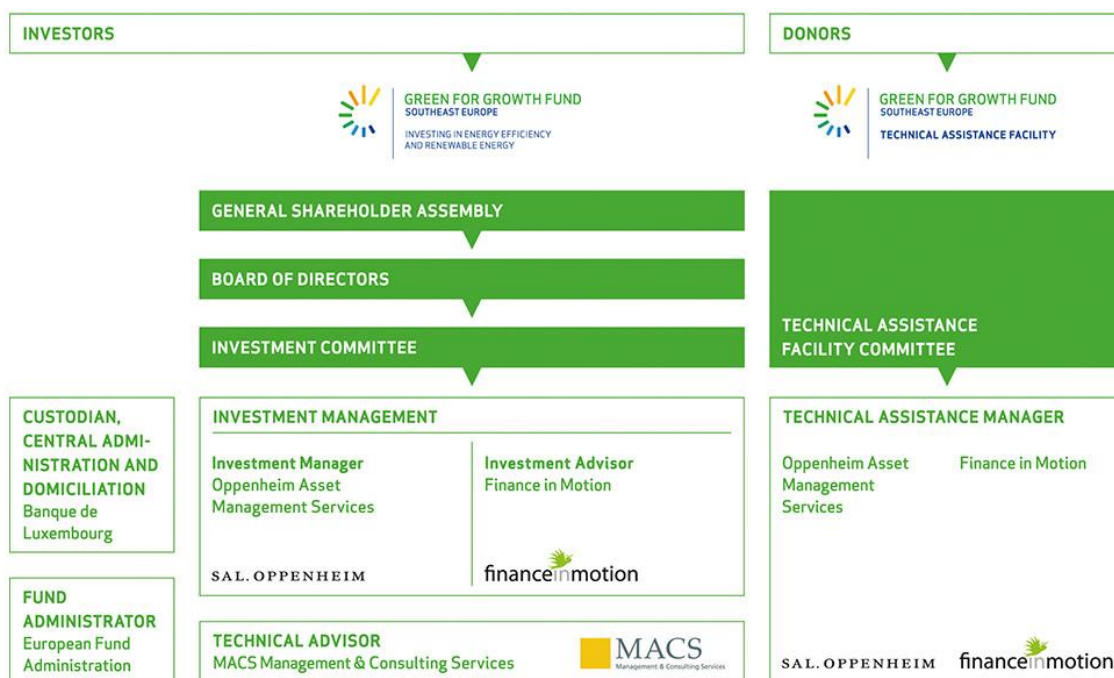 INVESTORS
DONORS
GREEN FOR GROWTH FUND
SOUTHEAST EUROPE
INVESTING IN ENERGY EFFICIENCY
AND RENEWABLE ENERGY
GREEN FOR GROWTH FUND
SOUTHEAST EUROPE
TECHNICAL ASSISTANCE FACILITY
GENERAL SHAREHOLDER ASSEMBLY
BOARD OF DIRECTORS
INVESTMENT COMMITTEE
TECHNICAL ASSISTANCE
FACILITY COMMITTEE
CUSTODIAN,
CENTRAL ADMI-
NISTRATION AND
DOMICILIATION
Banque de
Luxembourg
FUND
ADMINISTRATOR
European Fund
Administration
INVESTMENT MANAGEMENT
Investment Manager
Oppenheim Asset
Management Services
SAL. OPPENHEIM
Investment Advisor
Finance in Motion
financeinmotion
TECHNICAL ADVISOR
MACS Management & Consulting Services
MACS
Management & Consulting Services
TECHNICAL ASSISTANCE MANAGER
Oppenheim Asset
Management
Services
Finance in Motion
SAL. OPPENHEIM
financeinmotion